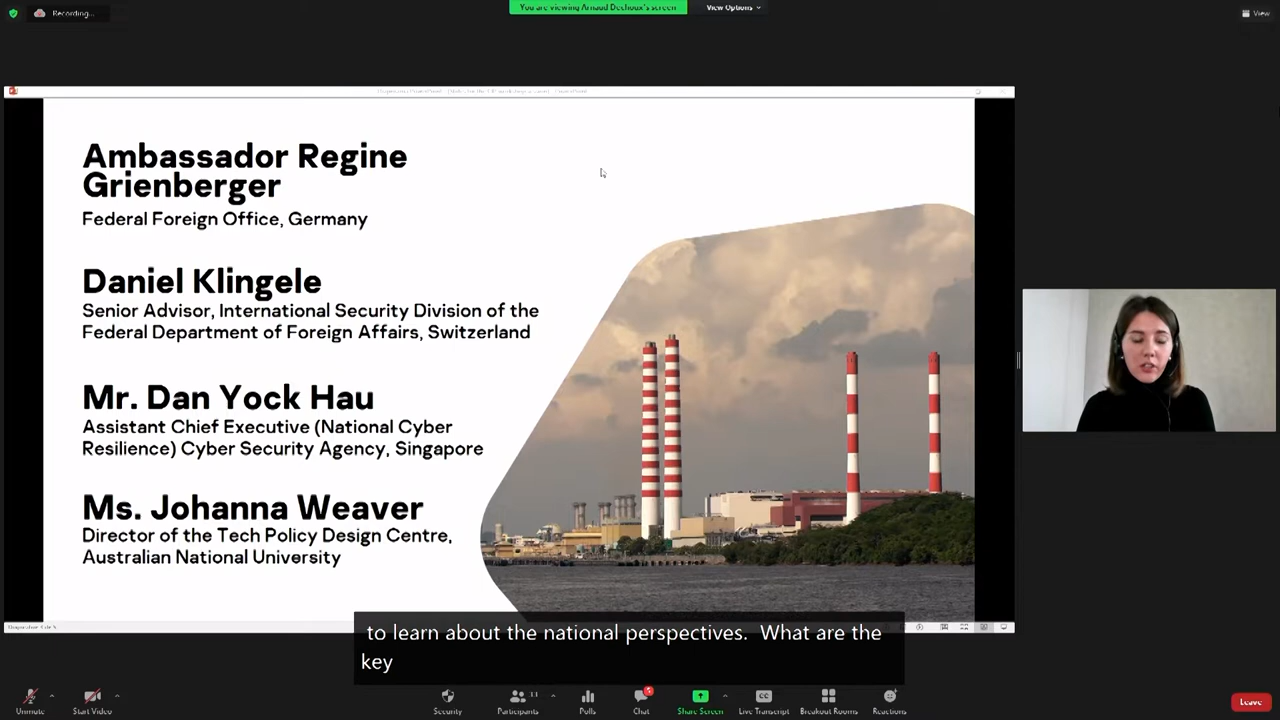 Recording...
You are viewing Arnaud Dechoux's screen
View Options
View
Ambassador Regine
Grienberger
Federal Foreign Office, Germany
Daniel Klingele
Senior Advisor, International Security Division of the
Federal Department of Foreign Affairs, Switzerland
Mr. Dan Yock Hau
Assistant Chief Executive (National Cyber
Resilience) Cyber Security Agency, Singapore
Ms. Johanna Weaver
Director of the Tech Policy Design Centre,
Australian National University
to learn about the national perspectives. What are the
key
Unmute
Start Video
Security
Participants
Polls
Chat
Share Screen
Live Transcript
Breakout Rooms
Reactions
Leave